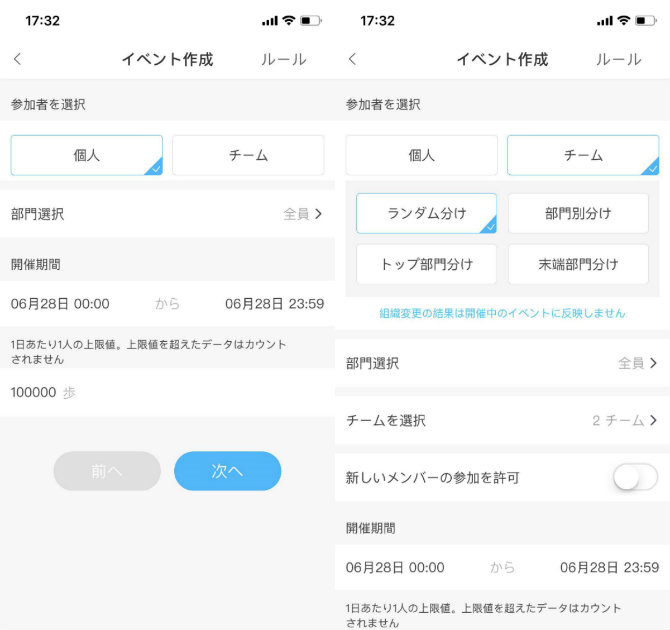 17:32
イベント作成
ルール
参加者を選択
個人
チーム
部門選択
全員
開催期間
06月28日 00:00 から 06月28日 23:59
1日あたり1人の上限値。上限値を超えたデータはカウント
されません
100000 歩
前へ
次へ
17:32
イベント作成
ルール
参加者を選択
個人
チーム
ランダム分け
部門別分け
トップ部門分け
末端部門分け
組織変更の結果は開催中のイベントに反映しません
部門選択
全員
チームを選択
2 チーム
新しいメンバーの参加を許可
開催期間
06月28日 00:00 から 06月28日 23:59
1日あたり1人の上限値。上限値を超えたデータはカウント
されません